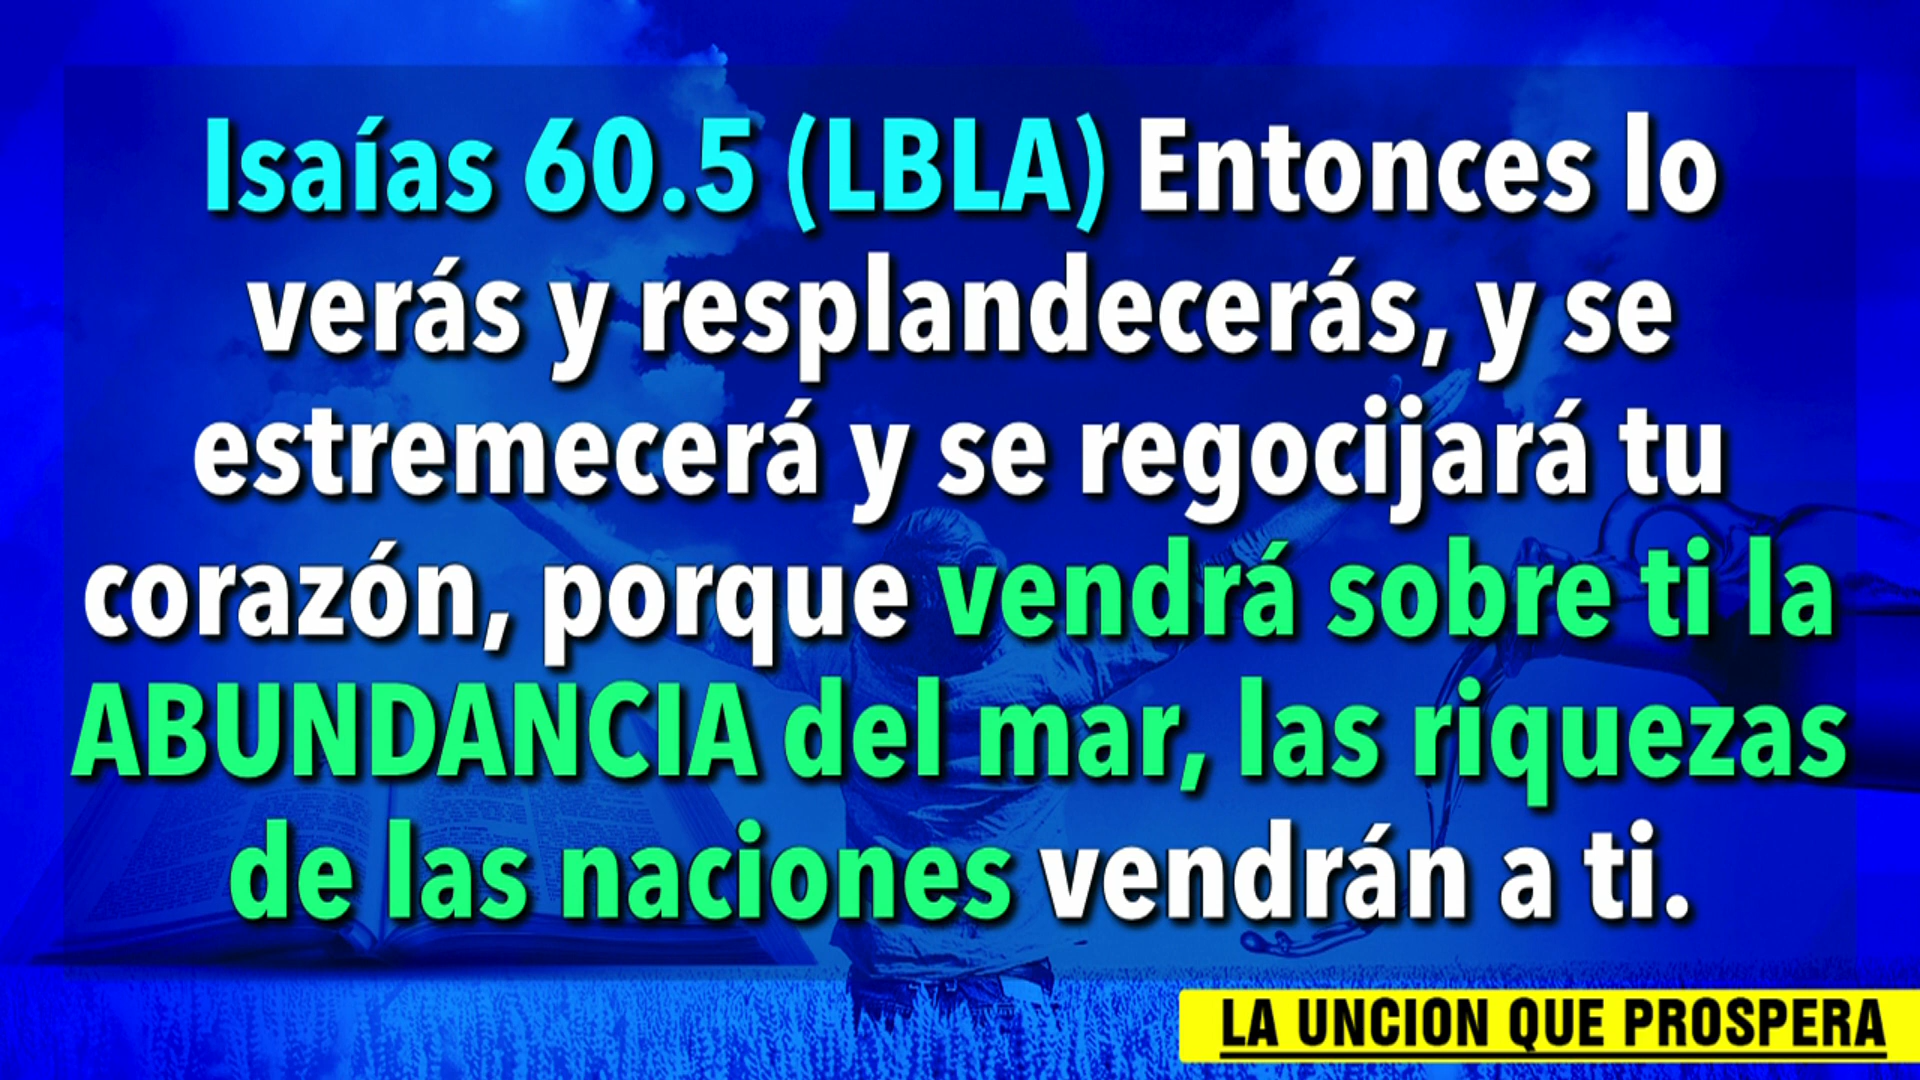 Isaías 60.5 (LBLA) Entonces lo
verás y resplandecerás, y se
estremecerá y se regocijará tu
corazón, porque vendrá sobre ti la
ABUNDANCIA del mar, las riquezas
de las naciones vendrán a ti.
LA UNCION QUE PROSPERA